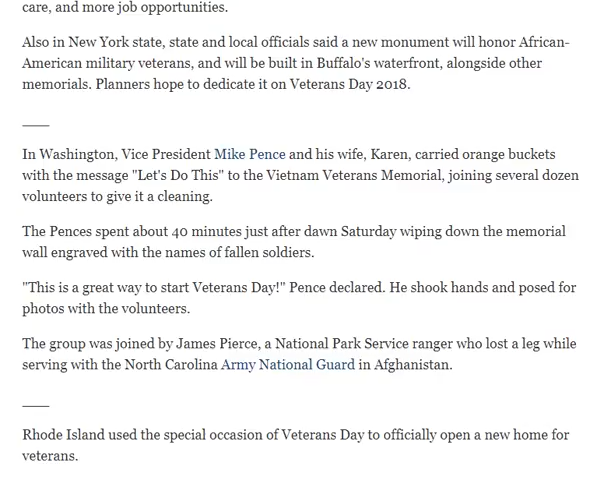 care, and more job opportunities.
Also in New York state, state and local officials said a new monument will honor African-
American military veterans, and will be built in Buffalo's waterfront, alongside other
memorials. Planners hope to dedicate it on Veterans Day 2018.
___
In Washington, Vice President Mike Pence and his wife, Karen, carried orange buckets
with the message "Let's Do This" to the Vietnam Veterans Memorial, joining several dozen
volunteers to give it a cleaning.
The Pences spent about 40 minutes just after dawn Saturday wiping down the memorial
wall engraved with the names of fallen soldiers.
"This is a great way to start Veterans Day!" Pence declared. He shook hands and posed for
photos with the volunteers.
The group was joined by James Pierce, a National Park Service ranger who lost a leg while
serving with the North Carolina Army National Guard in Afghanistan.
___
Rhode Island used the special occasion of Veterans Day to officially open a new home for
veterans.